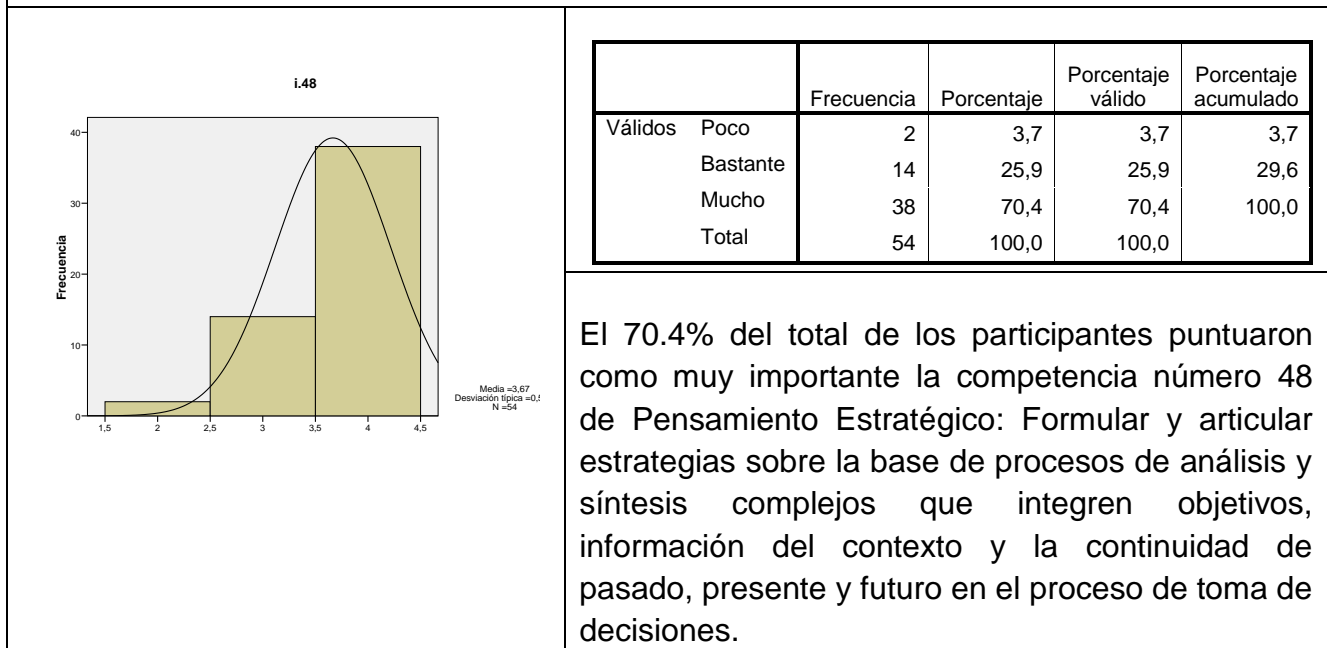 i.48
40
30
20
10
0
Frecuencia
1,5 2 2,5 3 3,5 4 4,5
Media =3,67
Desviación típica =0,5
N =54
Frecuencia Porcentaje Porcentaje válido Porcentaje acumulado
Válidos Poco 2 3,7 3,7 3,7
Bastante 14 25,9 25,9 29,6
Mucho 38 70,4 70,4 100,0
Total 54 100,0 100,0
El 70.4% del total de los participantes puntuaron
como muy importante la competencia número 48
de Pensamiento Estratégico: Formular y articular
estrategias sobre la base de procesos de análisis y
síntesis complejos que integren objetivos,
información del contexto y la continuidad de
pasado, presente y futuro en el proceso de toma de
decisiones.